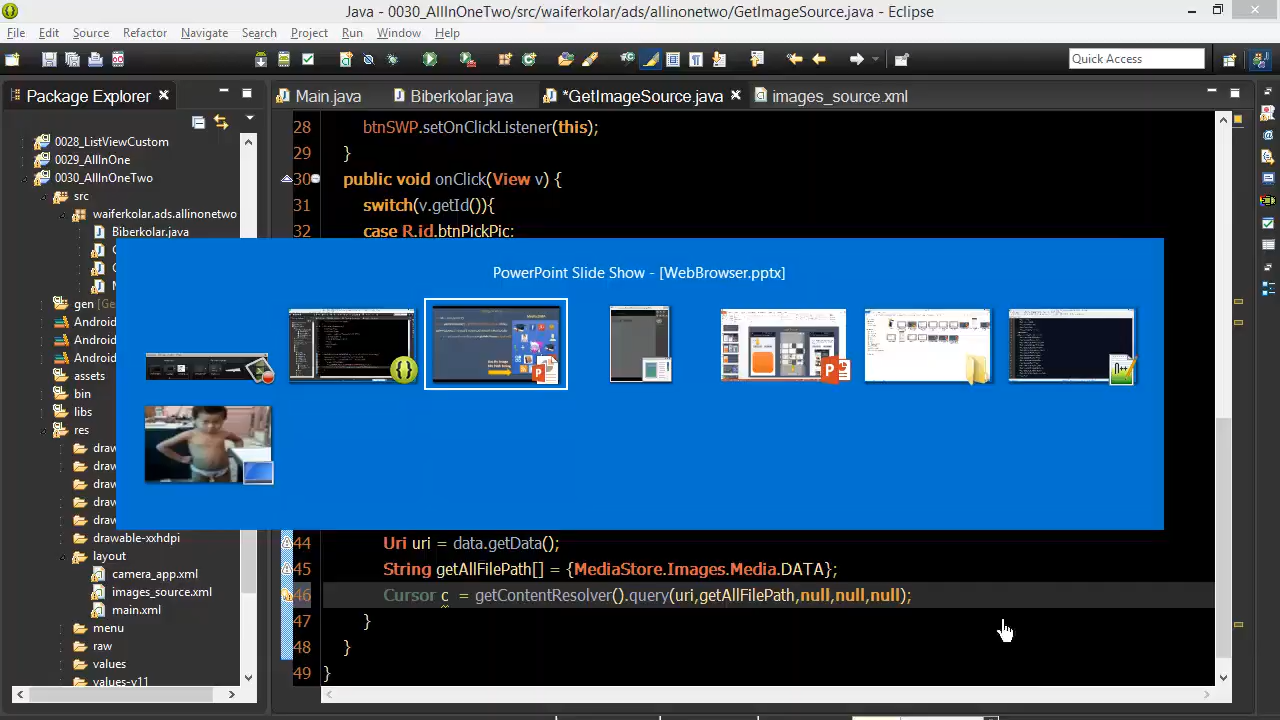 Java - 0030_AllInOneTwo/src/waiferkolar/ads/allinonetwo/GetImageSource.java - Eclipse
File Edit Source Refactor Navigate Search Project Run Window Help
Quick Access
Package Explorer
Main.java Biberkolar.java *GetImageSource.java images_source.xml
0028_ListViewCustom
0029_AllInOne
0030_AllInOneTwo
src
waiferkolar.ads.allinonetwo
Biberkolar.java
gen
Android
Android
Android
assets
bin
libs
res
draw
draw
draw
draw
draw
drawable-xxhdpi
layout
camera_app.xml
images_source.xml
main.xml
menu
raw
values
values-v11
28 btnSWP.setOnClickListener(this);
29 }
30 public void onClick(View v) {
31 switch(v.getId()){
32 case R.id.btnPickPic:
PowerPoint Slide Show - [WebBrowser.pptx]
44 Uri uri = data.getData();
45 String getAllFilePath[] = {MediaStore.Images.Media.DATA};
46 Cursor c = getContentResolver().query(uri,getAllFilePath,null,null,null);
47 }
48 }
49 }